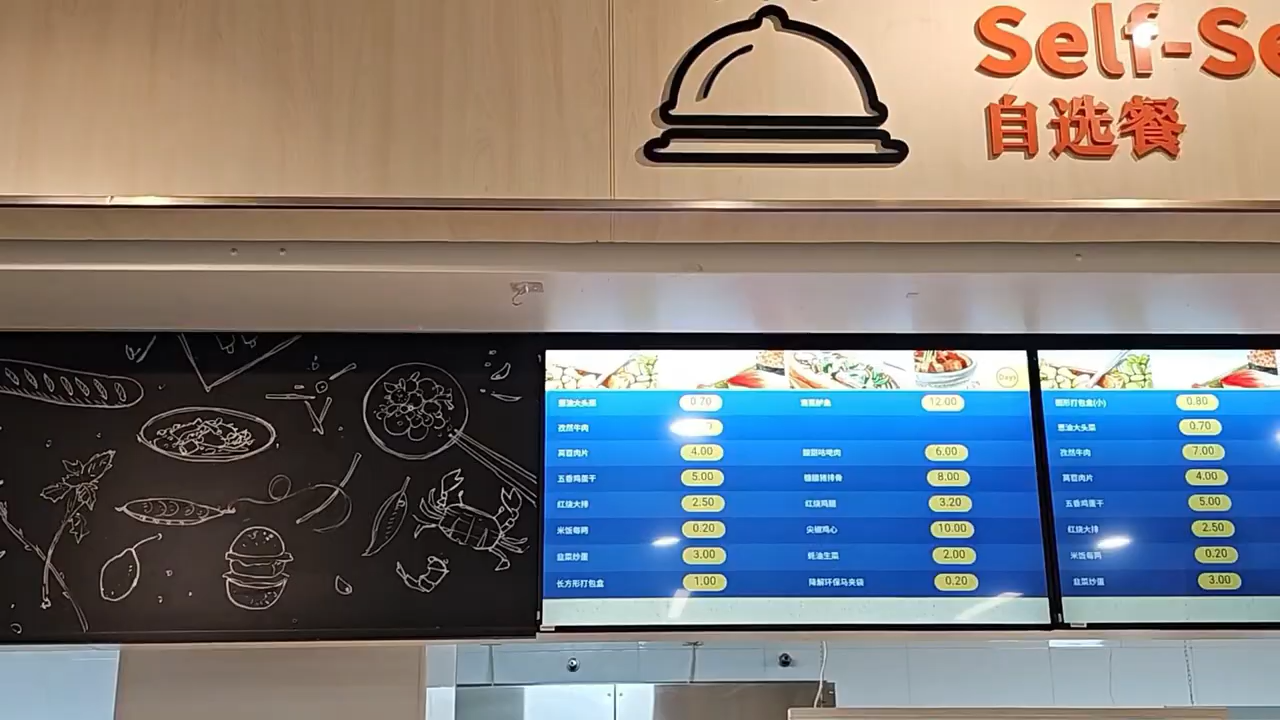 Self-Se
自选餐
葱油大头菜 0.70 清蒸鲈鱼 12.00
孜然牛肉
莴苣肉片 4.00 酸甜咕咾肉 6.00
五香鸡蛋干 5.00 糖醋猪排骨 8.00
红烧大排 2.50 红烧鸡腿 3.20
米饭每两 0.20 尖椒鸡心 10.00
韭菜炒蛋 3.00 蚝油生菜 2.00
长方形打包盒 1.00 降解环保马夹袋 0.20
圆形打包盒(小) 0.80
葱油大头菜 0.70
孜然牛肉 7.00
莴苣肉片 4.00
五香鸡蛋干 5.00
红烧大排 2.50
米饭每两 0.20
韭菜炒蛋 3.00